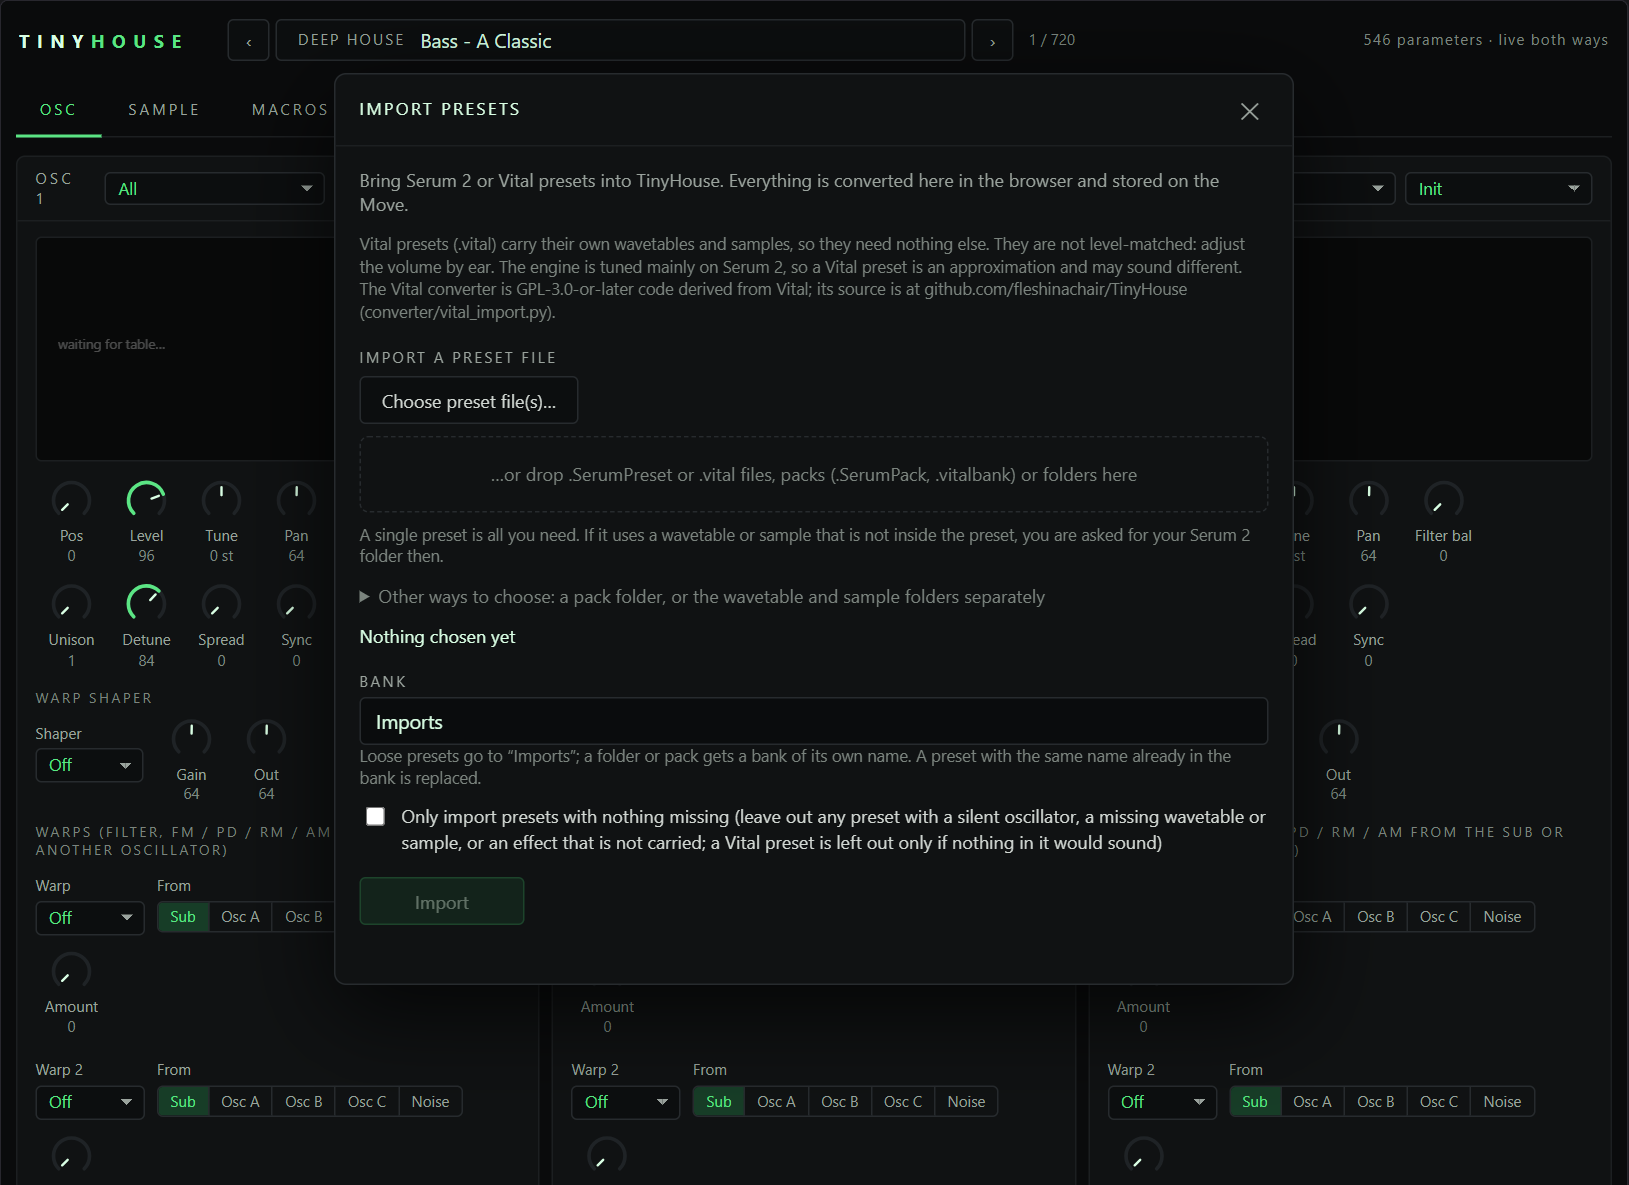 TINYHOUSE
‹
DEEP HOUSE Bass - A Classic
›
1 / 720
546 parameters · live both ways
OSC
SAMPLE
MACROS
IMPORT PRESETS
Bring Serum 2 or Vital presets into TinyHouse. Everything is converted here in the browser and stored on the
Move.
Vital presets (.vital) carry their own wavetables and samples, so they need nothing else. They are not level-matched: adjust
the volume by ear. The engine is tuned mainly on Serum 2, so a Vital preset is an approximation and may sound different.
The Vital converter is GPL-3.0-or-later code derived from Vital; its source is at github.com/fleshinachair/TinyHouse
(converter/vital_import.py).
IMPORT A PRESET FILE
Choose preset file(s)...
...or drop .SerumPreset or .vital files, packs (.SerumPack, .vitalbank) or folders here
A single preset is all you need. If it uses a wavetable or sample that is not inside the preset, you are asked for your Serum 2
folder then.
Other ways to choose: a pack folder, or the wavetable and sample folders separately
Nothing chosen yet
BANK
Imports
Loose presets go to “Imports”; a folder or pack gets a bank of its own name. A preset with the same name already in the
bank is replaced.
Only import presets with nothing missing (leave out any preset with a silent oscillator, a missing wavetable or
sample, or an effect that is not carried; a Vital preset is left out only if nothing in it would sound)
Import
OSC
1
All
waiting for table...
Pos Level Tune Pan
0 96 0 st 64
Unison Detune Spread Sync
1 84 0 0
WARP SHAPER
Shaper
Off
Gain Out
64 64
WARPS (FILTER, FM / PD / RM / AM
ANOTHER OSCILLATOR)
Warp From
Off Sub Osc A Osc B
Amount
0
Warp 2 From
Off Sub Osc A Osc B Osc C Noise
Amount
0
Warp 2 From
Off Sub Osc A Osc B Osc C Noise
Init
ne Pan Filter bal
st 64 0
ead Sync
0
Out
64
PD / RM / AM FROM THE SUB OR
)
Osc A Osc B Osc C Noise
Amount
0
Warp 2 From
Off Sub Osc A Osc B Osc C Noise